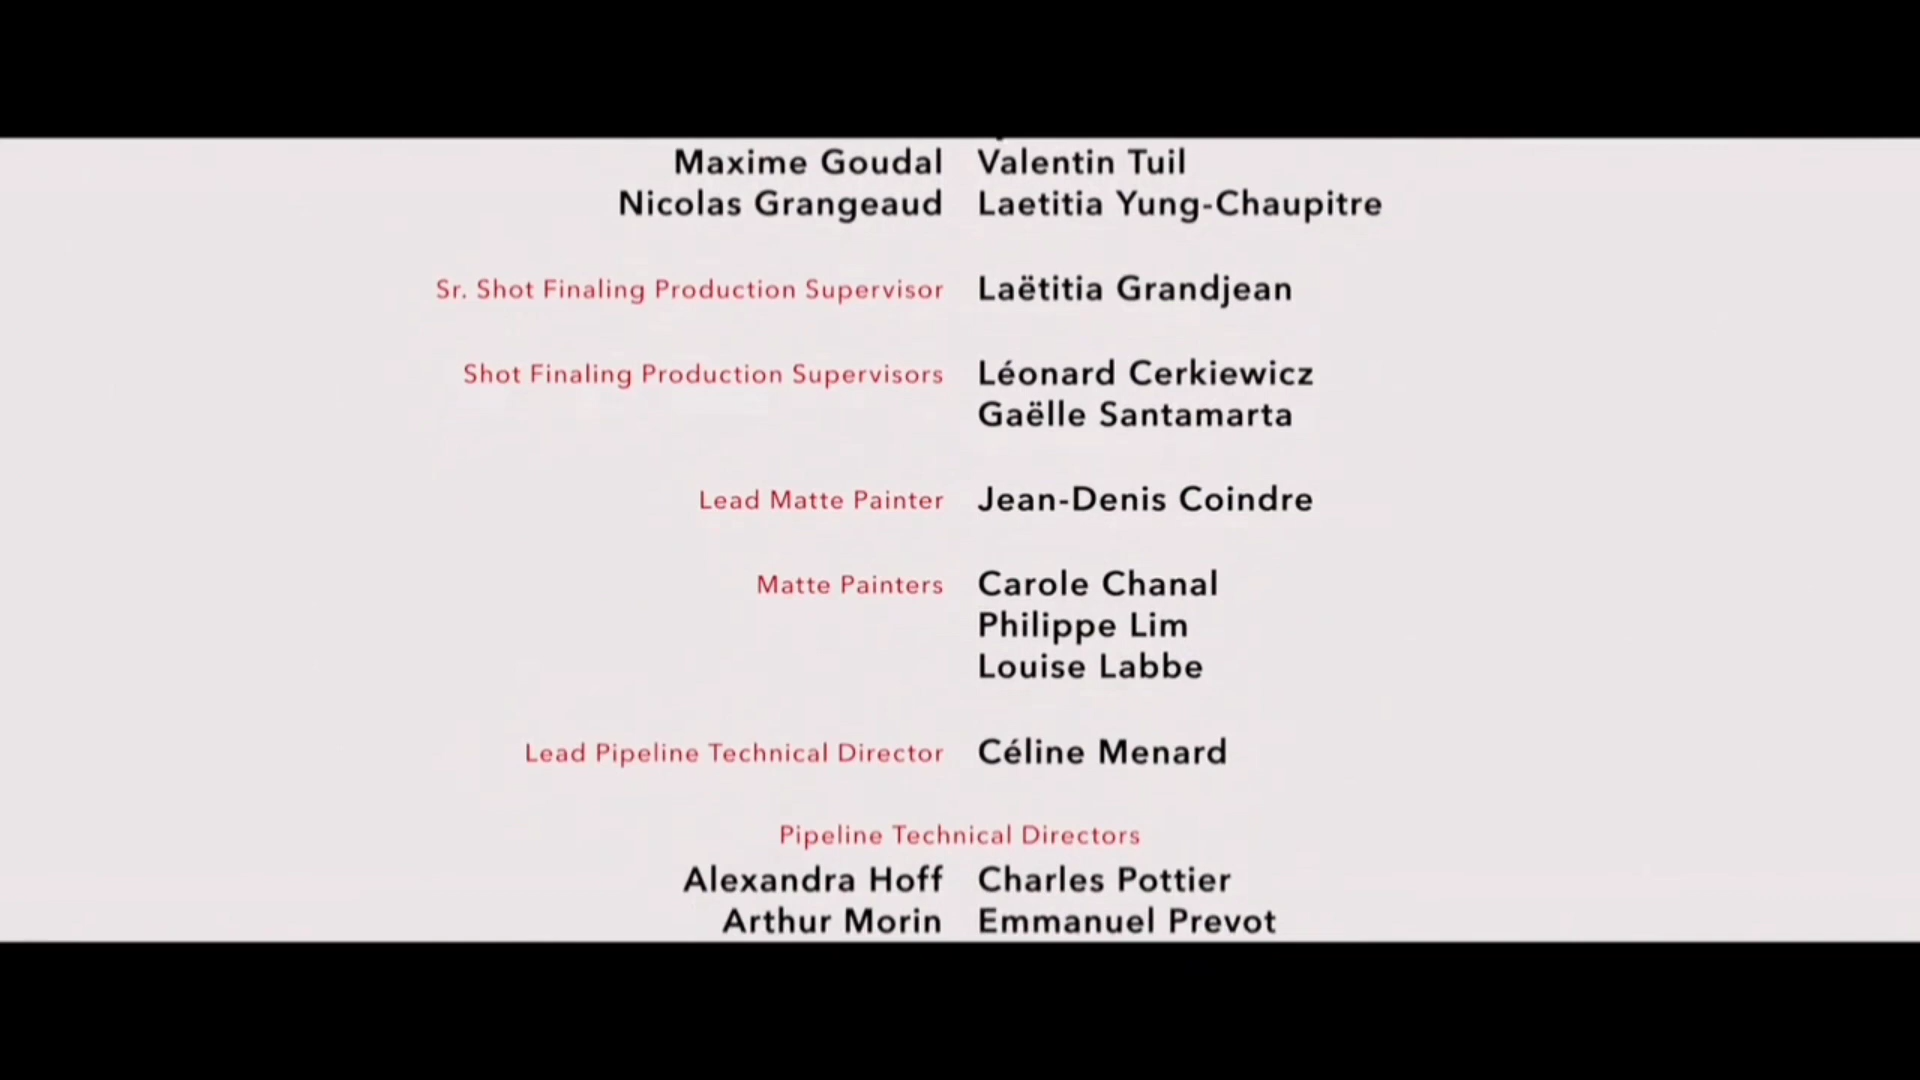 Maxime Goudal Valentin Tuil
Nicolas Grangeaud Laetitia Yung-Chaupitre
Sr. Shot Finaling Production Supervisor Laëtitia Grandjean
Shot Finaling Production Supervisors Léonard Cerkiewicz
Gaëlle Santamarta
Lead Matte Painter Jean-Denis Coindre
Matte Painters Carole Chanal
Philippe Lim
Louise Labbe
Lead Pipeline Technical Director Céline Menard
Pipeline Technical Directors
Alexandra Hoff Charles Pottier
Arthur Morin Emmanuel Prevot